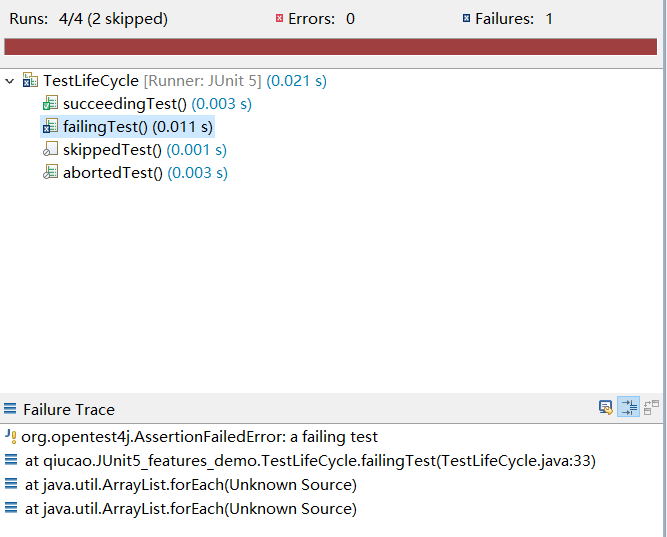 Runs: 4/4 (2 skipped) Errors: 0 Failures: 1
TestLifeCycle [Runner: JUnit 5] (0.021 s)
succeedingTest() (0.003 s)
failingTest() (0.011 s)
skippedTest() (0.001 s)
abortedTest() (0.003 s)
Failure Trace
org.opentest4j.AssertionFailedError: a failing test
at qiucao.JUnit5_features_demo.TestLifeCycle.failingTest(TestLifeCycle.java:33)
at java.util.ArrayList.forEach(Unknown Source)
at java.util.ArrayList.forEach(Unknown Source)